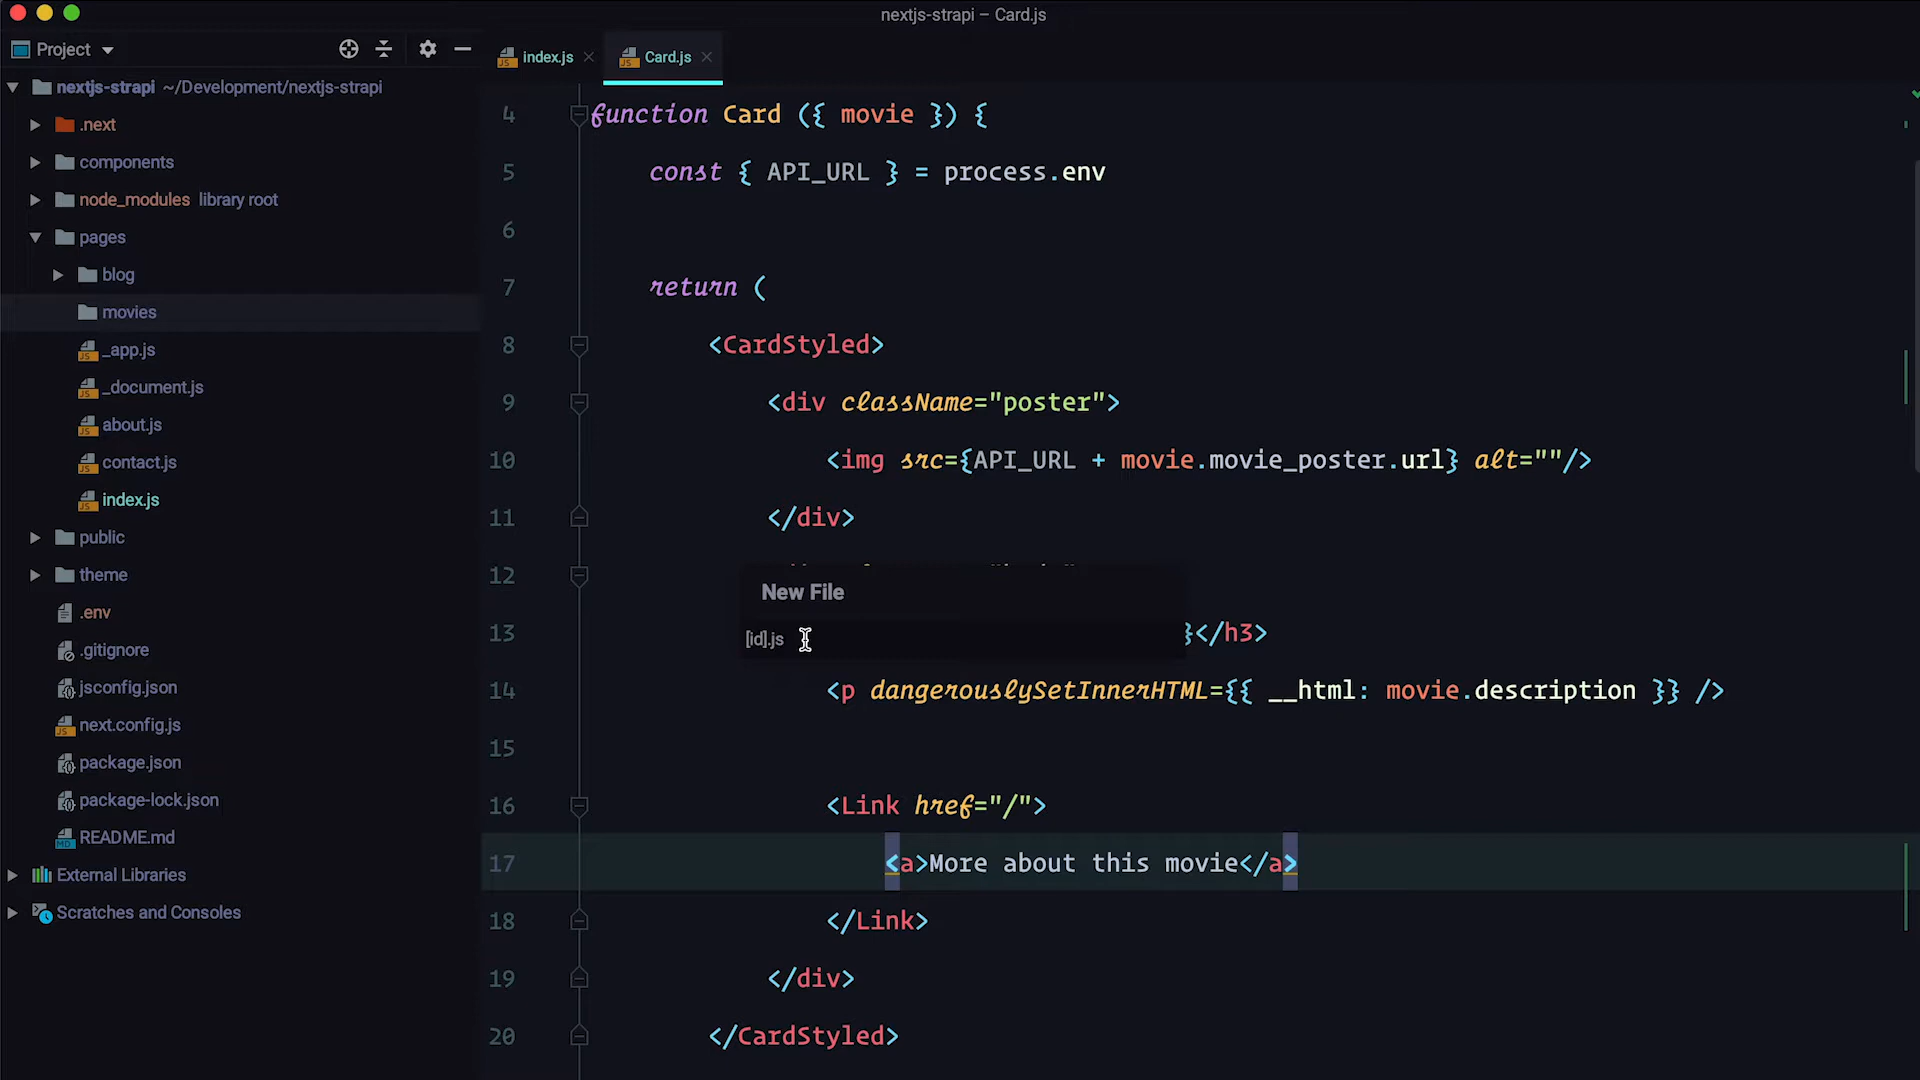 nextjs-strapi – Card.js
Project
index.js
Card.js
nextjs-strapi ~/Development/nextjs-strapi
.next
components
node_modules library root
pages
blog
movies
_app.js
_document.js
about.js
contact.js
index.js
public
theme
.env
.gitignore
jsconfig.json
next.config.js
package.json
package-lock.json
README.md
External Libraries
Scratches and Consoles
4 function Card ({ movie }) {
5 const { API_URL } = process.env
6
7 return (
8 <CardStyled>
9 <div className="poster">
10 <img src={API_URL + movie.movie_poster.url} alt=""/>
11 </div>
12
New File
[id].js
13 }</h3>
14 <p dangerouslySetInnerHTML={{ __html: movie.description }} />
15
16 <Link href="/">
17 <a>More about this movie</a>
18 </Link>
19 </div>
20 </CardStyled>